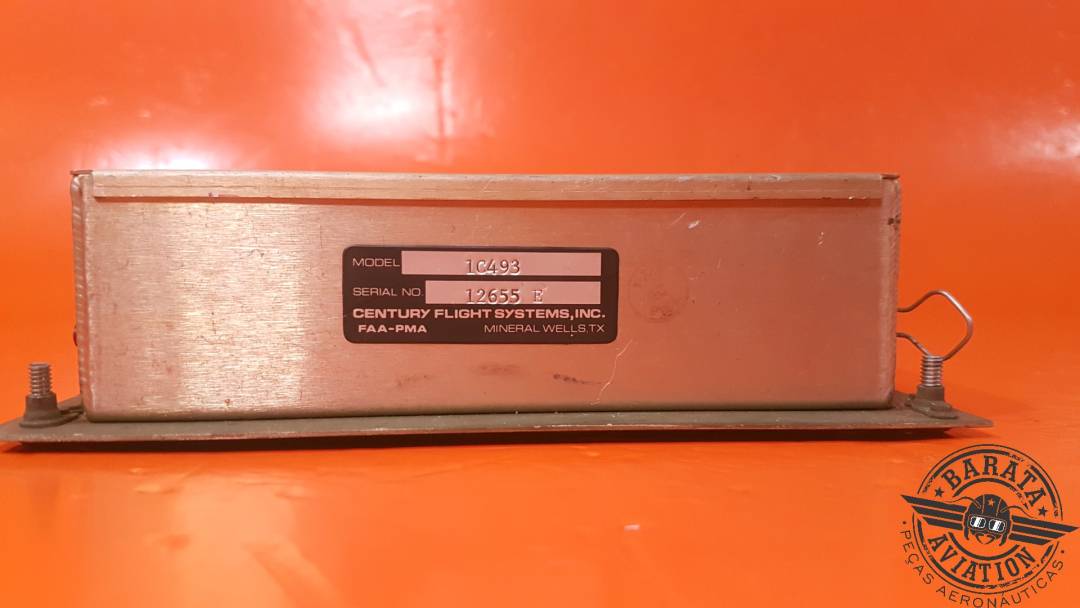 MODEL 1C493
SERIAL NO. 12655 E
CENTURY FLIGHT SYSTEMS, INC.
FAA-PMA MINERAL WELLS, TX
BARATA
AVIATION
• PEÇAS AERONÁUTICAS •